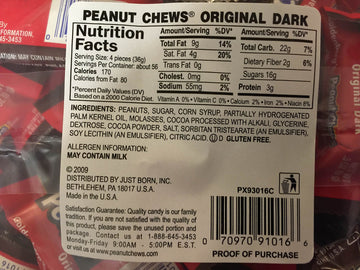 PEANUT CHEWS® ORIGINAL DARK
Nutrition Facts
Serving Size: 4 pieces (36g)
Servings Per Container: about 56
Calories 170
Calories from Fat 80
*Percent Daily Values (DV)
Based on a 2000 Calorie Diet.
Amount/Serving %DV*
Total Fat 9g 14%
Sat. Fat 4g 20%
Trans Fat 0g
Cholest. 0mg 0%
Sodium 55mg 2%
Amount/Serving %DV*
Total Carb. 22g 7%
Dietary Fiber 2g 6%
Sugars 16g
Protein 3g
Vitamin A 0% • Vitamin C 0% • Calcium 2% • Iron 2% • Niacin 8%
INGREDIENTS: PEANUTS, SUGAR, CORN SYRUP, PARTIALLY HYDROGENATED
PALM KERNEL OIL, MOLASSES, COCOA PROCESSED WITH ALKALI, GLYCERINE,
DEXTROSE, COCOA POWDER, SALT, SORBITAN TRISTEARATE (AN EMULSIFIER),
SOY LECITHIN (AN EMULSIFIER), CITRIC ACID. Ⓤ D GLUTEN FREE.
ALLERGEN INFORMATION:
MAY CONTAIN MILK
© 2009
DISTRIBUTED BY JUST BORN, INC.
BETHLEHEM, PA 18017 U.S.A.
Made in the U.S.A.
PX93016C
Satisfaction Guarantee: Quality candy is our family
tradition. If you are not satisfied with the quality of
this product, please save the unused portion and
contact Consumer Relations for a replacement.
Contact us at 1-888-645-3453
Monday-Friday 9:00AM - 5:00PM EST.
at www.peanutchews.com
0 70970 91016 6
PROOF OF PURCHASE